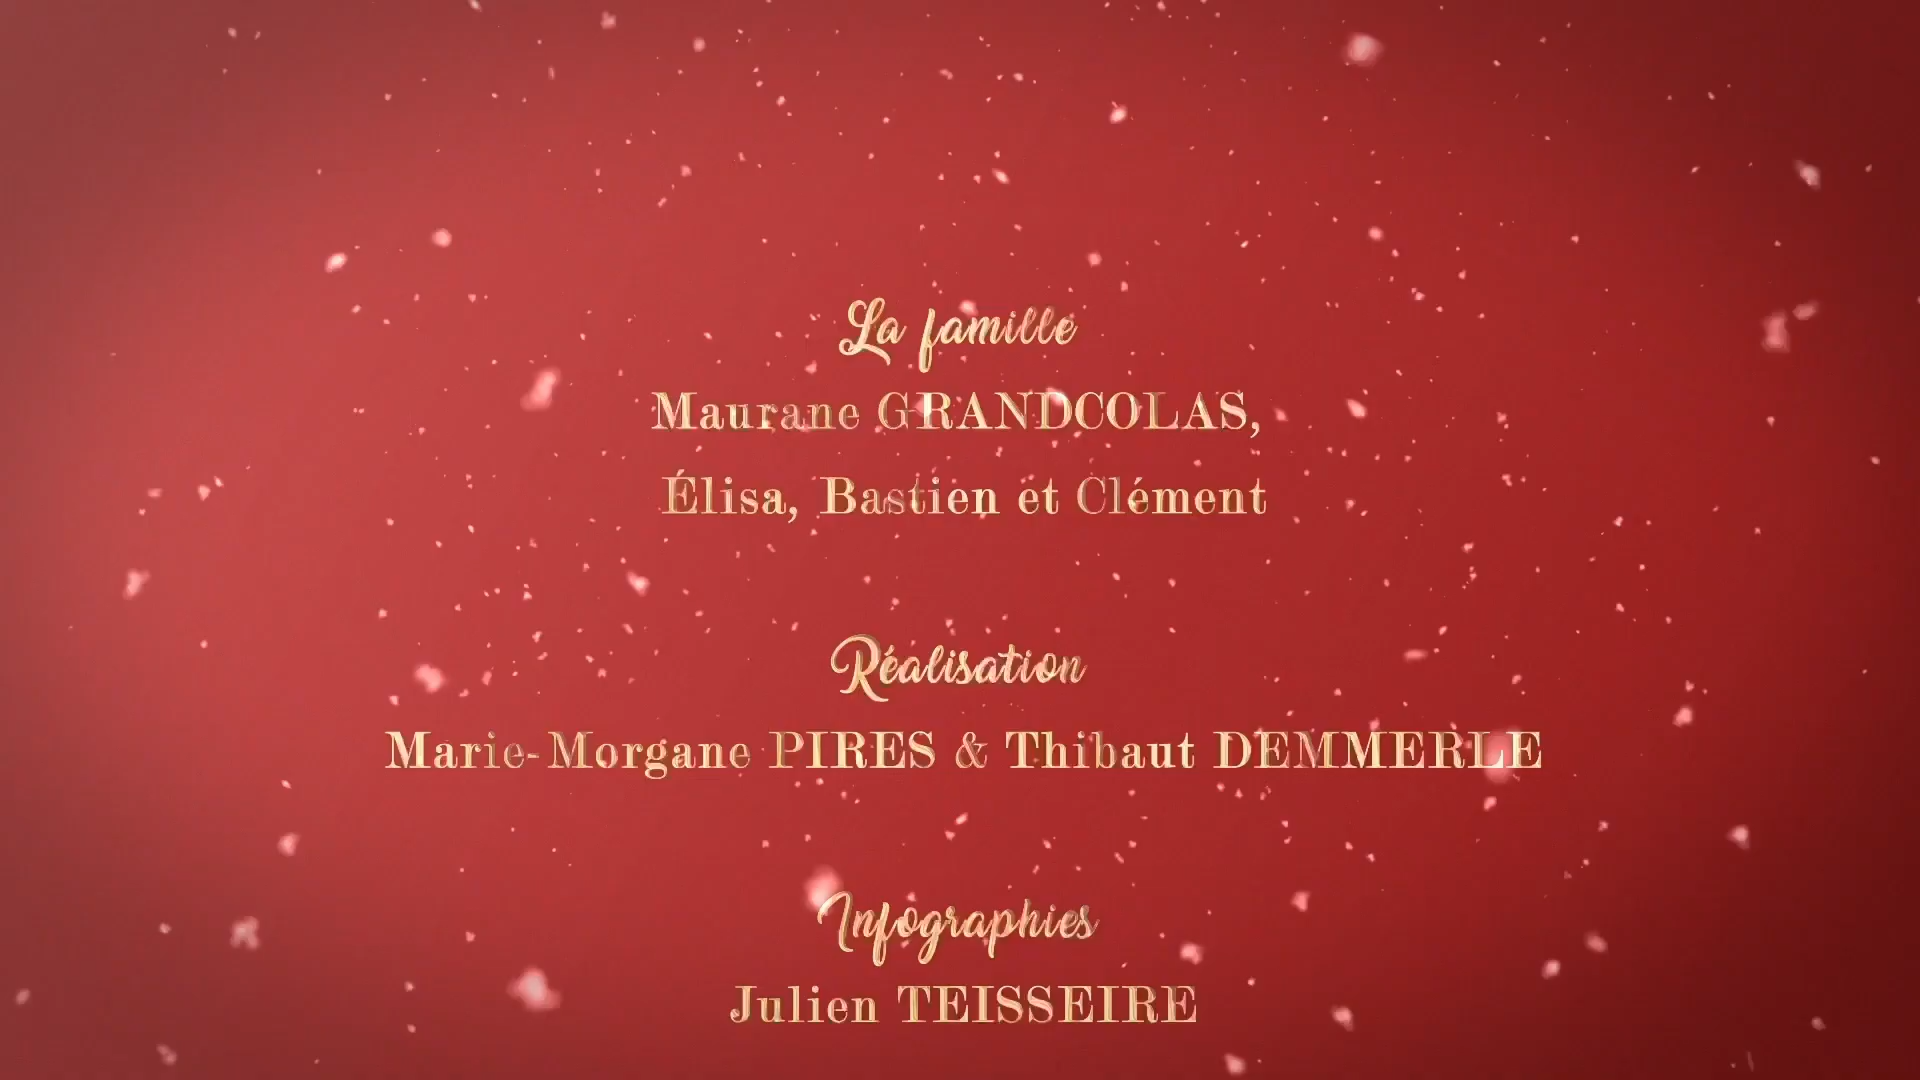 La famille
Maurane GRANDCOLAS,
Élisa, Bastien et Clément
Réalisation
Marie-Morgane PIRES & Thibaut DEMMERLE
Infographies
Julien TEISSEIRE